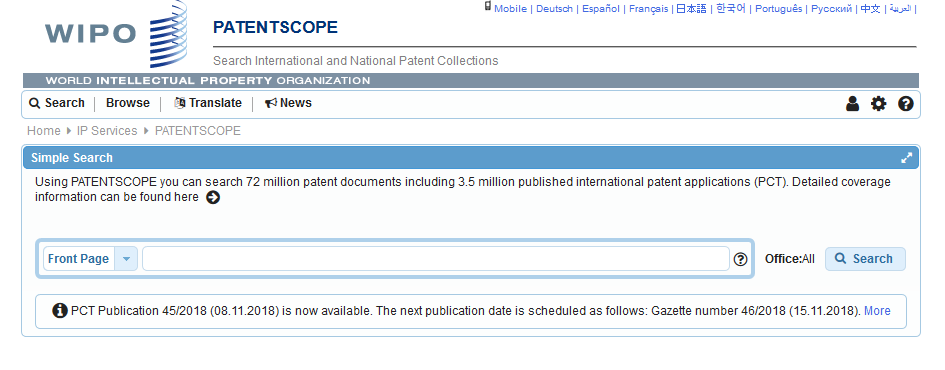 Mobile | Deutsch | Español | Français | 日本語 | 한국어 | Português | Русский | 中文 | العربية |
WIPO
PATENTSCOPE
Search International and National Patent Collections
WORLD INTELLECTUAL PROPERTY ORGANIZATION
Search | Browse | Translate | News
Home IP Services PATENTSCOPE
Simple Search
Using PATENTSCOPE you can search 72 million patent documents including 3.5 million published international patent applications (PCT). Detailed coverage
information can be found here
Front Page Office:All Search
PCT Publication 45/2018 (08.11.2018) is now available. The next publication date is scheduled as follows: Gazette number 46/2018 (15.11.2018). More